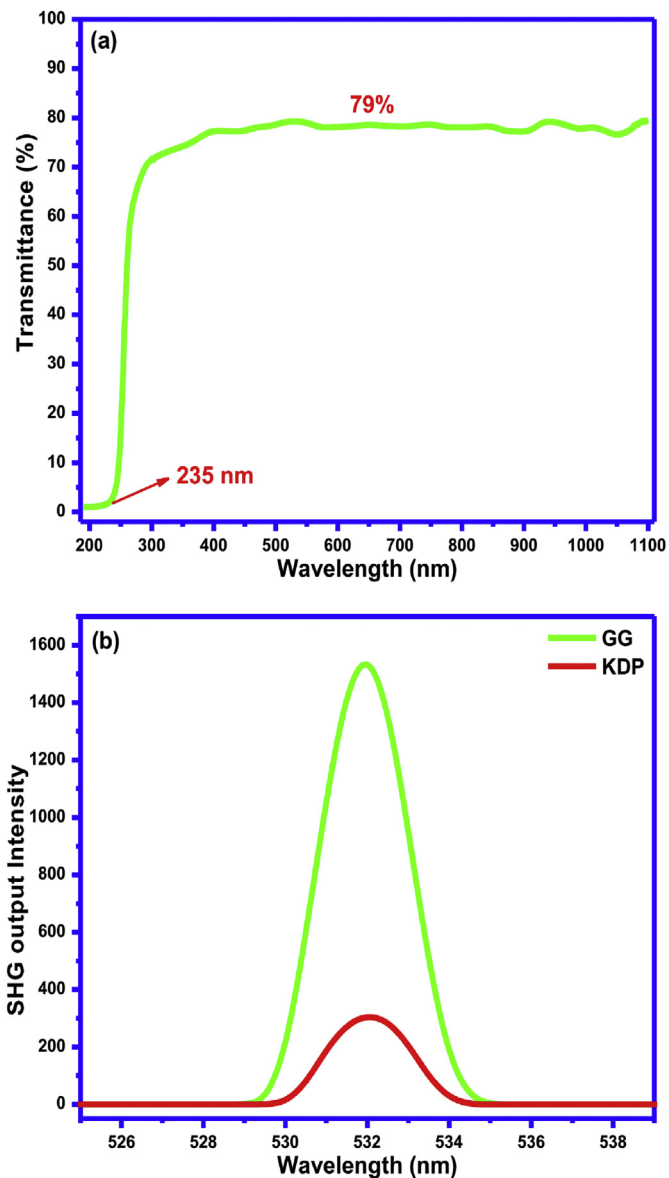 (a)
100
90
80
70
60
50
40
30
20
10
0
Transmittance (%)
79%
235 nm
200 300 400 500 600 700 800 900 1000 1100
Wavelength (nm)
(b)
GG
KDP
1600
1400
1200
1000
800
600
400
200
0
SHG output Intensity
526 528 530 532 534 536 538
Wavelength (nm)